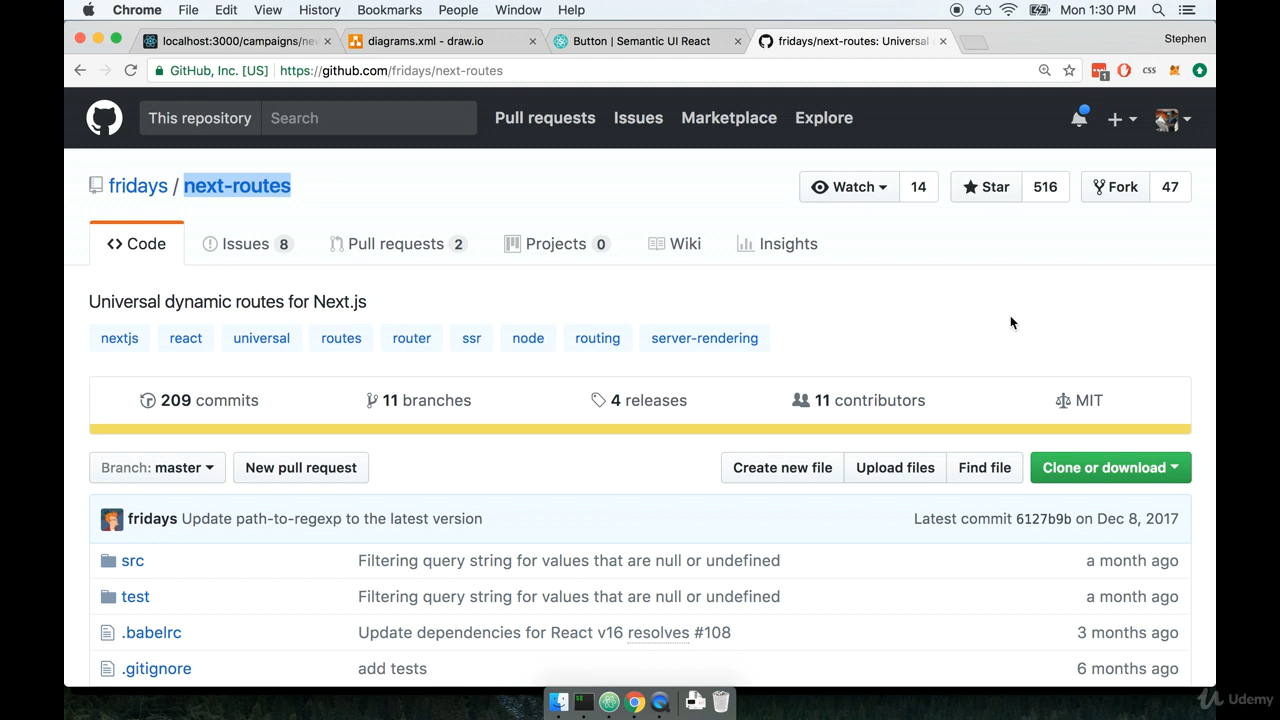 Chrome File Edit View History Bookmarks People Window Help Mon 1:30 PM
localhost:3000/campaigns/ne diagrams.xml - draw.io Button | Semantic UI React fridays/next-routes: Universal Stephen
GitHub, Inc. [US] https://github.com/fridays/next-routes 1 CSS
This repository Search Pull requests Issues Marketplace Explore
fridays / next-routes Watch 14 Star 516 Fork 47
Code Issues 8 Pull requests 2 Projects 0 Wiki Insights
Universal dynamic routes for Next.js
nextjs react universal routes router ssr node routing server-rendering
209 commits 11 branches 4 releases 11 contributors MIT
Branch: master New pull request Create new file Upload files Find file Clone or download
fridays Update path-to-regexp to the latest version Latest commit 6127b9b on Dec 8, 2017
src Filtering query string for values that are null or undefined a month ago
test Filtering query string for values that are null or undefined a month ago
.babelrc Update dependencies for React v16 resolves #108 3 months ago
.gitignore add tests 6 months ago
Udemy